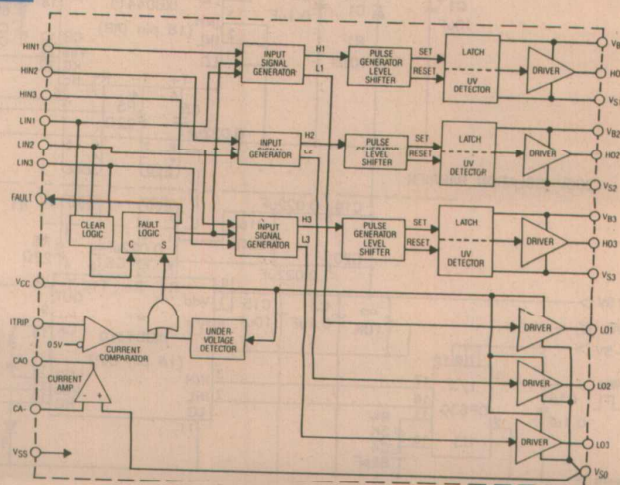 HIN1
HIN2
HIN3
LIN1
LIN2
LIN3
FAULT
VCC
ITRIP
0.5V
CAO
CURRENT
AMP
CA-
VSS
CLEAR
LOGIC
FAULT
LOGIC
C
S
CURRENT
COMPARATOR
UNDER-
VOLTAGE
DETECTOR
- +
INPUT
SIGNAL
GENERATOR
H1
L1
PULSE
GENERATOR
LEVEL
SHIFTER
SET
RESET
LATCH
UV
DETECTOR
DRIVER
HO
VS1
INPUT
SIGNAL
GENERATOR
H2
L2
PULSE
GENERATOR
LEVEL
SHIFTER
SET
RESET
LATCH
UV
DETECTOR
DRIVER
VB2
HO2
VS2
INPUT
SIGNAL
GENERATOR
H3
L3
PULSE
GENERATOR
LEVEL
SHIFTER
SET
RESET
LATCH
UV
DETECTOR
DRIVER
VB3
HO3
VS3
DRIVER
LO1
DRIVER
LO2
DRIVER
LO3
VS0